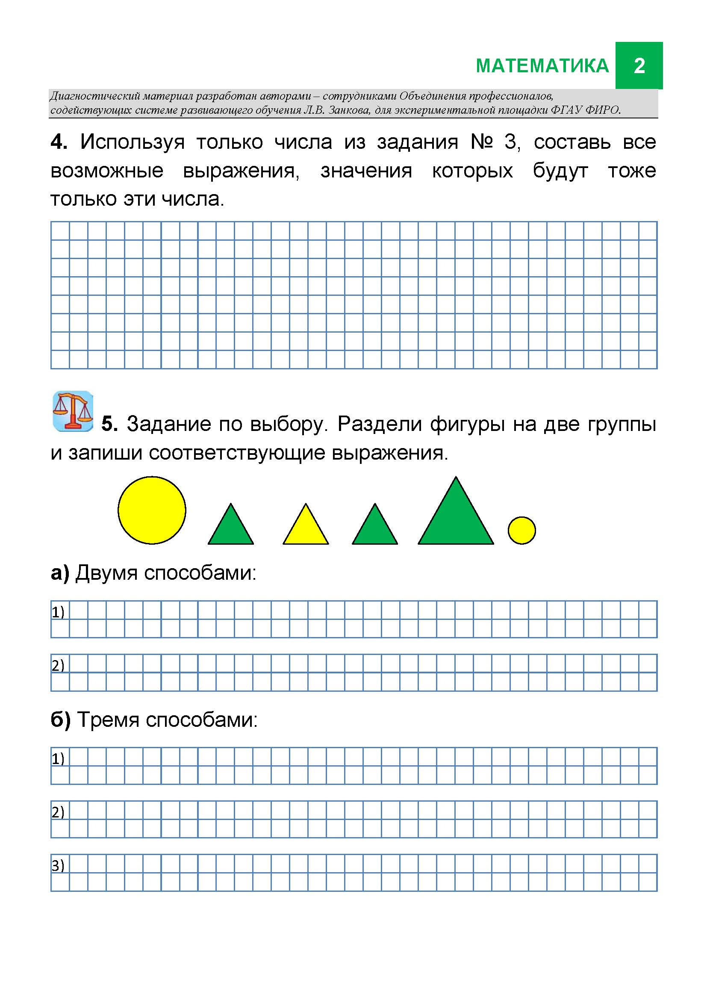 МАТЕМАТИКА 2
Диагностический материал разработан авторами – сотрудниками Объединения профессионалов,
содействующих системе развивающего обучения Л.В. Занкова, для экспериментальной площадки ФГАУ ФИРО.
4. Используя только числа из задания № 3, составь все
возможные выражения, значения которых будут тоже
только эти числа.
5. Задание по выбору. Раздели фигуры на две группы
и запиши соответствующие выражения.
а) Двумя способами:
1)
2)
б) Тремя способами:
1)
2)
3)